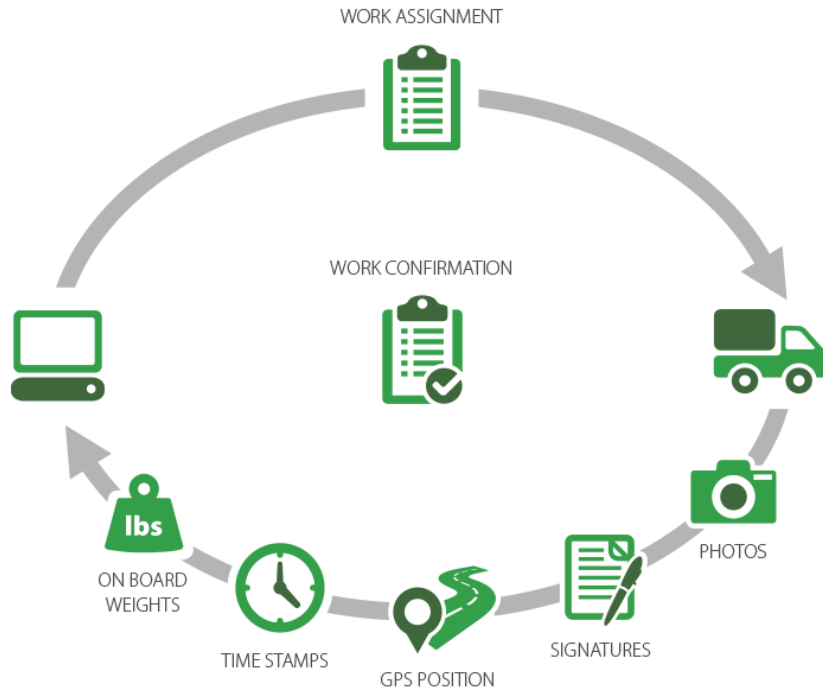 WORK ASSIGNMENT
WORK CONFIRMATION
PHOTOS
lbs
ON BOARD
WEIGHTS
SIGNATURES
TIME STAMPS
GPS POSITION